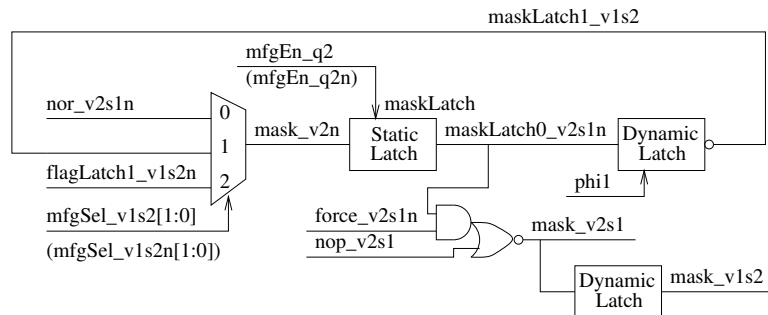 maskLatch1_v1s2
mfgEn_q2
(mfgEn_q2n)
maskLatch
nor_v2s1n
0
mask_v2n
Static
Latch
maskLatch0_v2s1n
Dynamic
Latch
1
flagLatch1_v1s2n
2
phi1
mfgSel_v1s2[1:0]
force_v2s1n
mask_v2s1
(mfgSel_v1s2n[1:0])
nop_v2s1
Dynamic
Latch
mask_v1s2